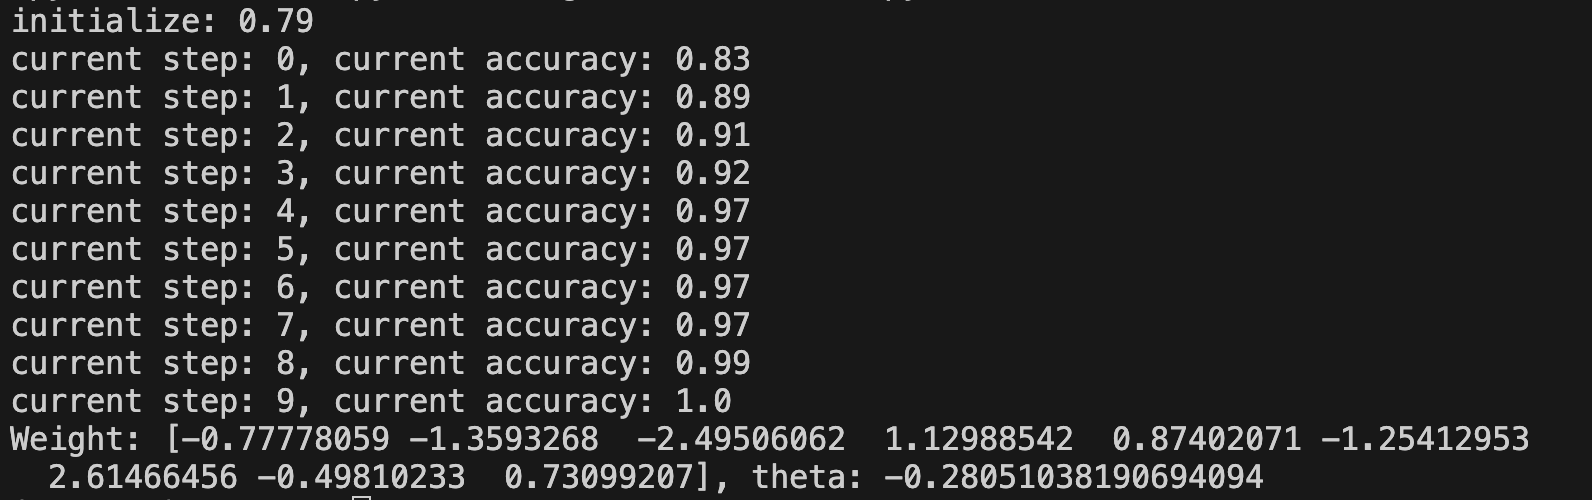 initialize: 0.79
current step: 0, current accuracy: 0.83
current step: 1, current accuracy: 0.89
current step: 2, current accuracy: 0.91
current step: 3, current accuracy: 0.92
current step: 4, current accuracy: 0.97
current step: 5, current accuracy: 0.97
current step: 6, current accuracy: 0.97
current step: 7, current accuracy: 0.97
current step: 8, current accuracy: 0.99
current step: 9, current accuracy: 1.0
Weight: [-0.77778059 -1.3593268  -2.49506062  1.12988542  0.87402071 -1.25412953
  2.61466456 -0.49810233  0.73099207], theta: -0.28051038190694094